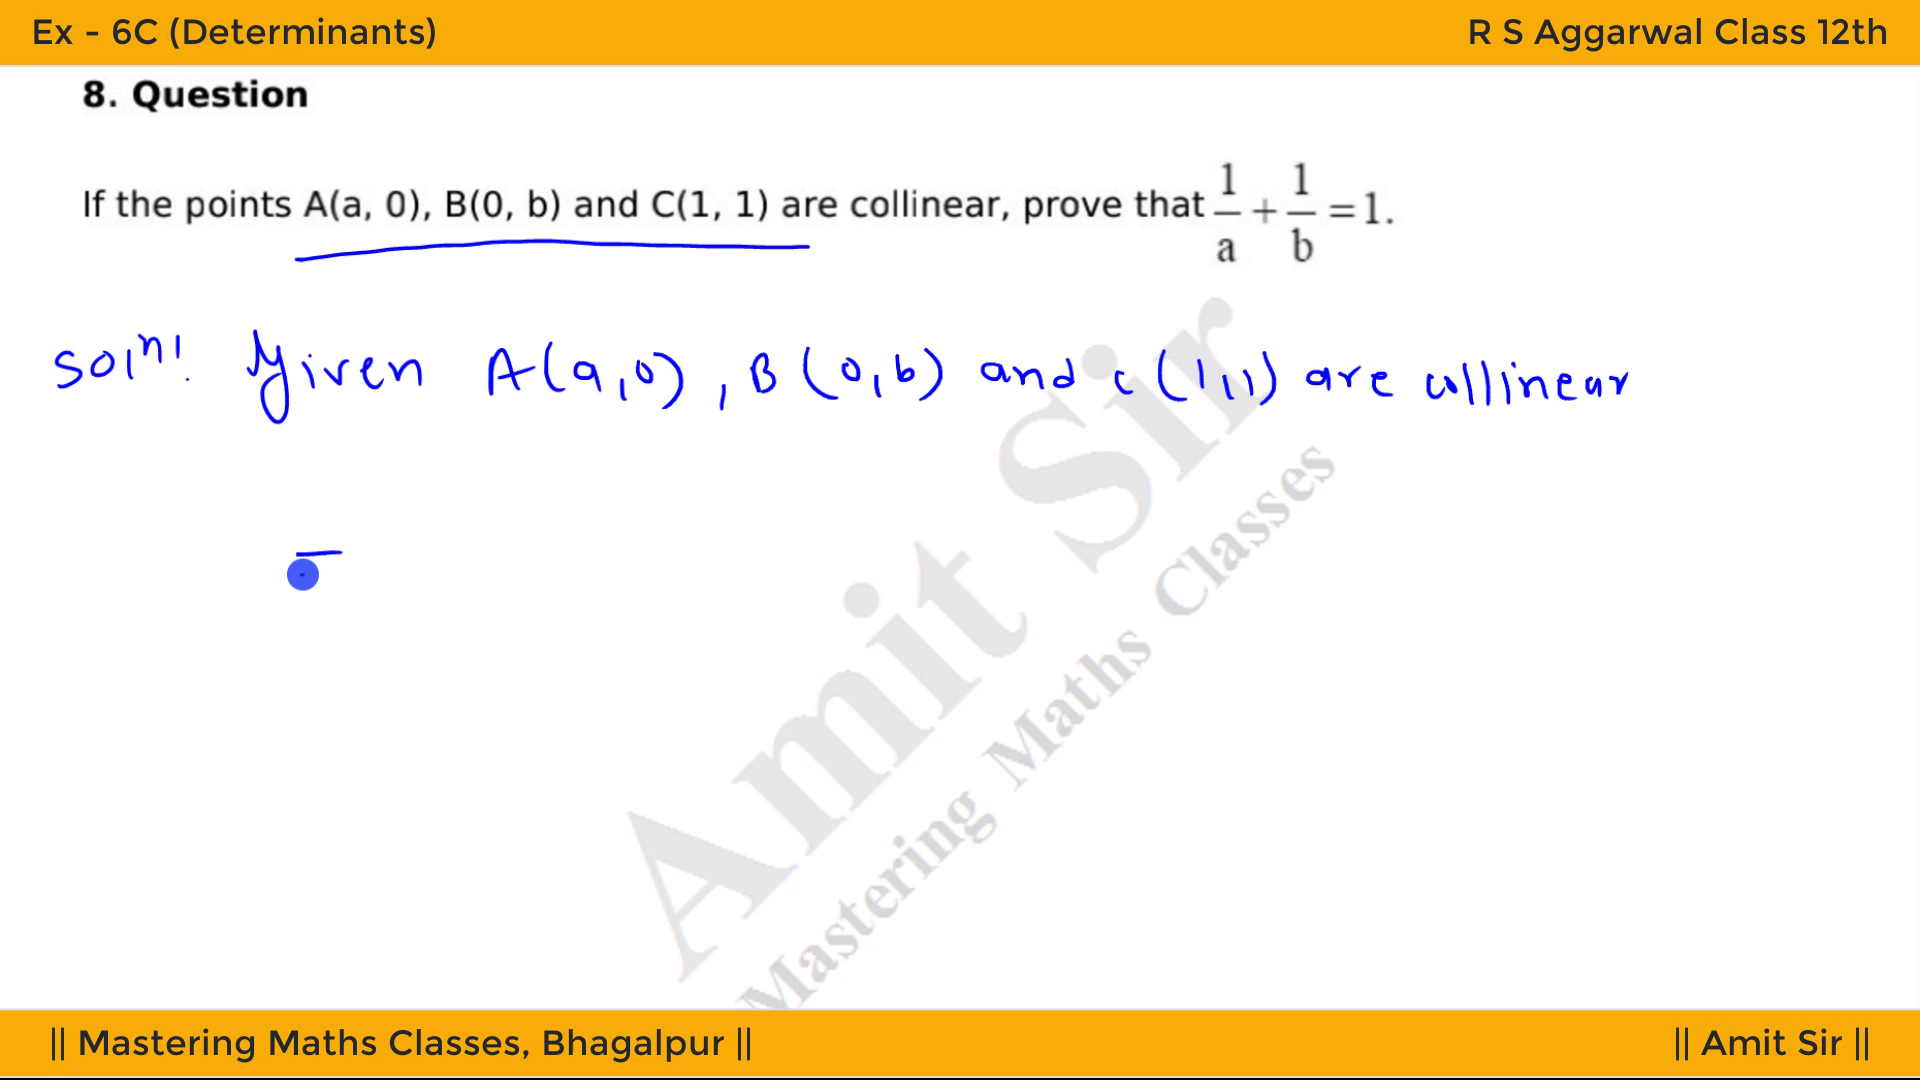 Ex - 6C (Determinants) R S Aggarwal Class 12th
8. Question
If the points A(a, 0), B(0, b) and C(1, 1) are collinear, prove that 1/a + 1/b = 1.
Soln: Given A(a,0), B(0,b) and C(1,1) are collinear
Amit Sir
Mastering Maths Classes
|| Mastering Maths Classes, Bhagalpur || || Amit Sir ||